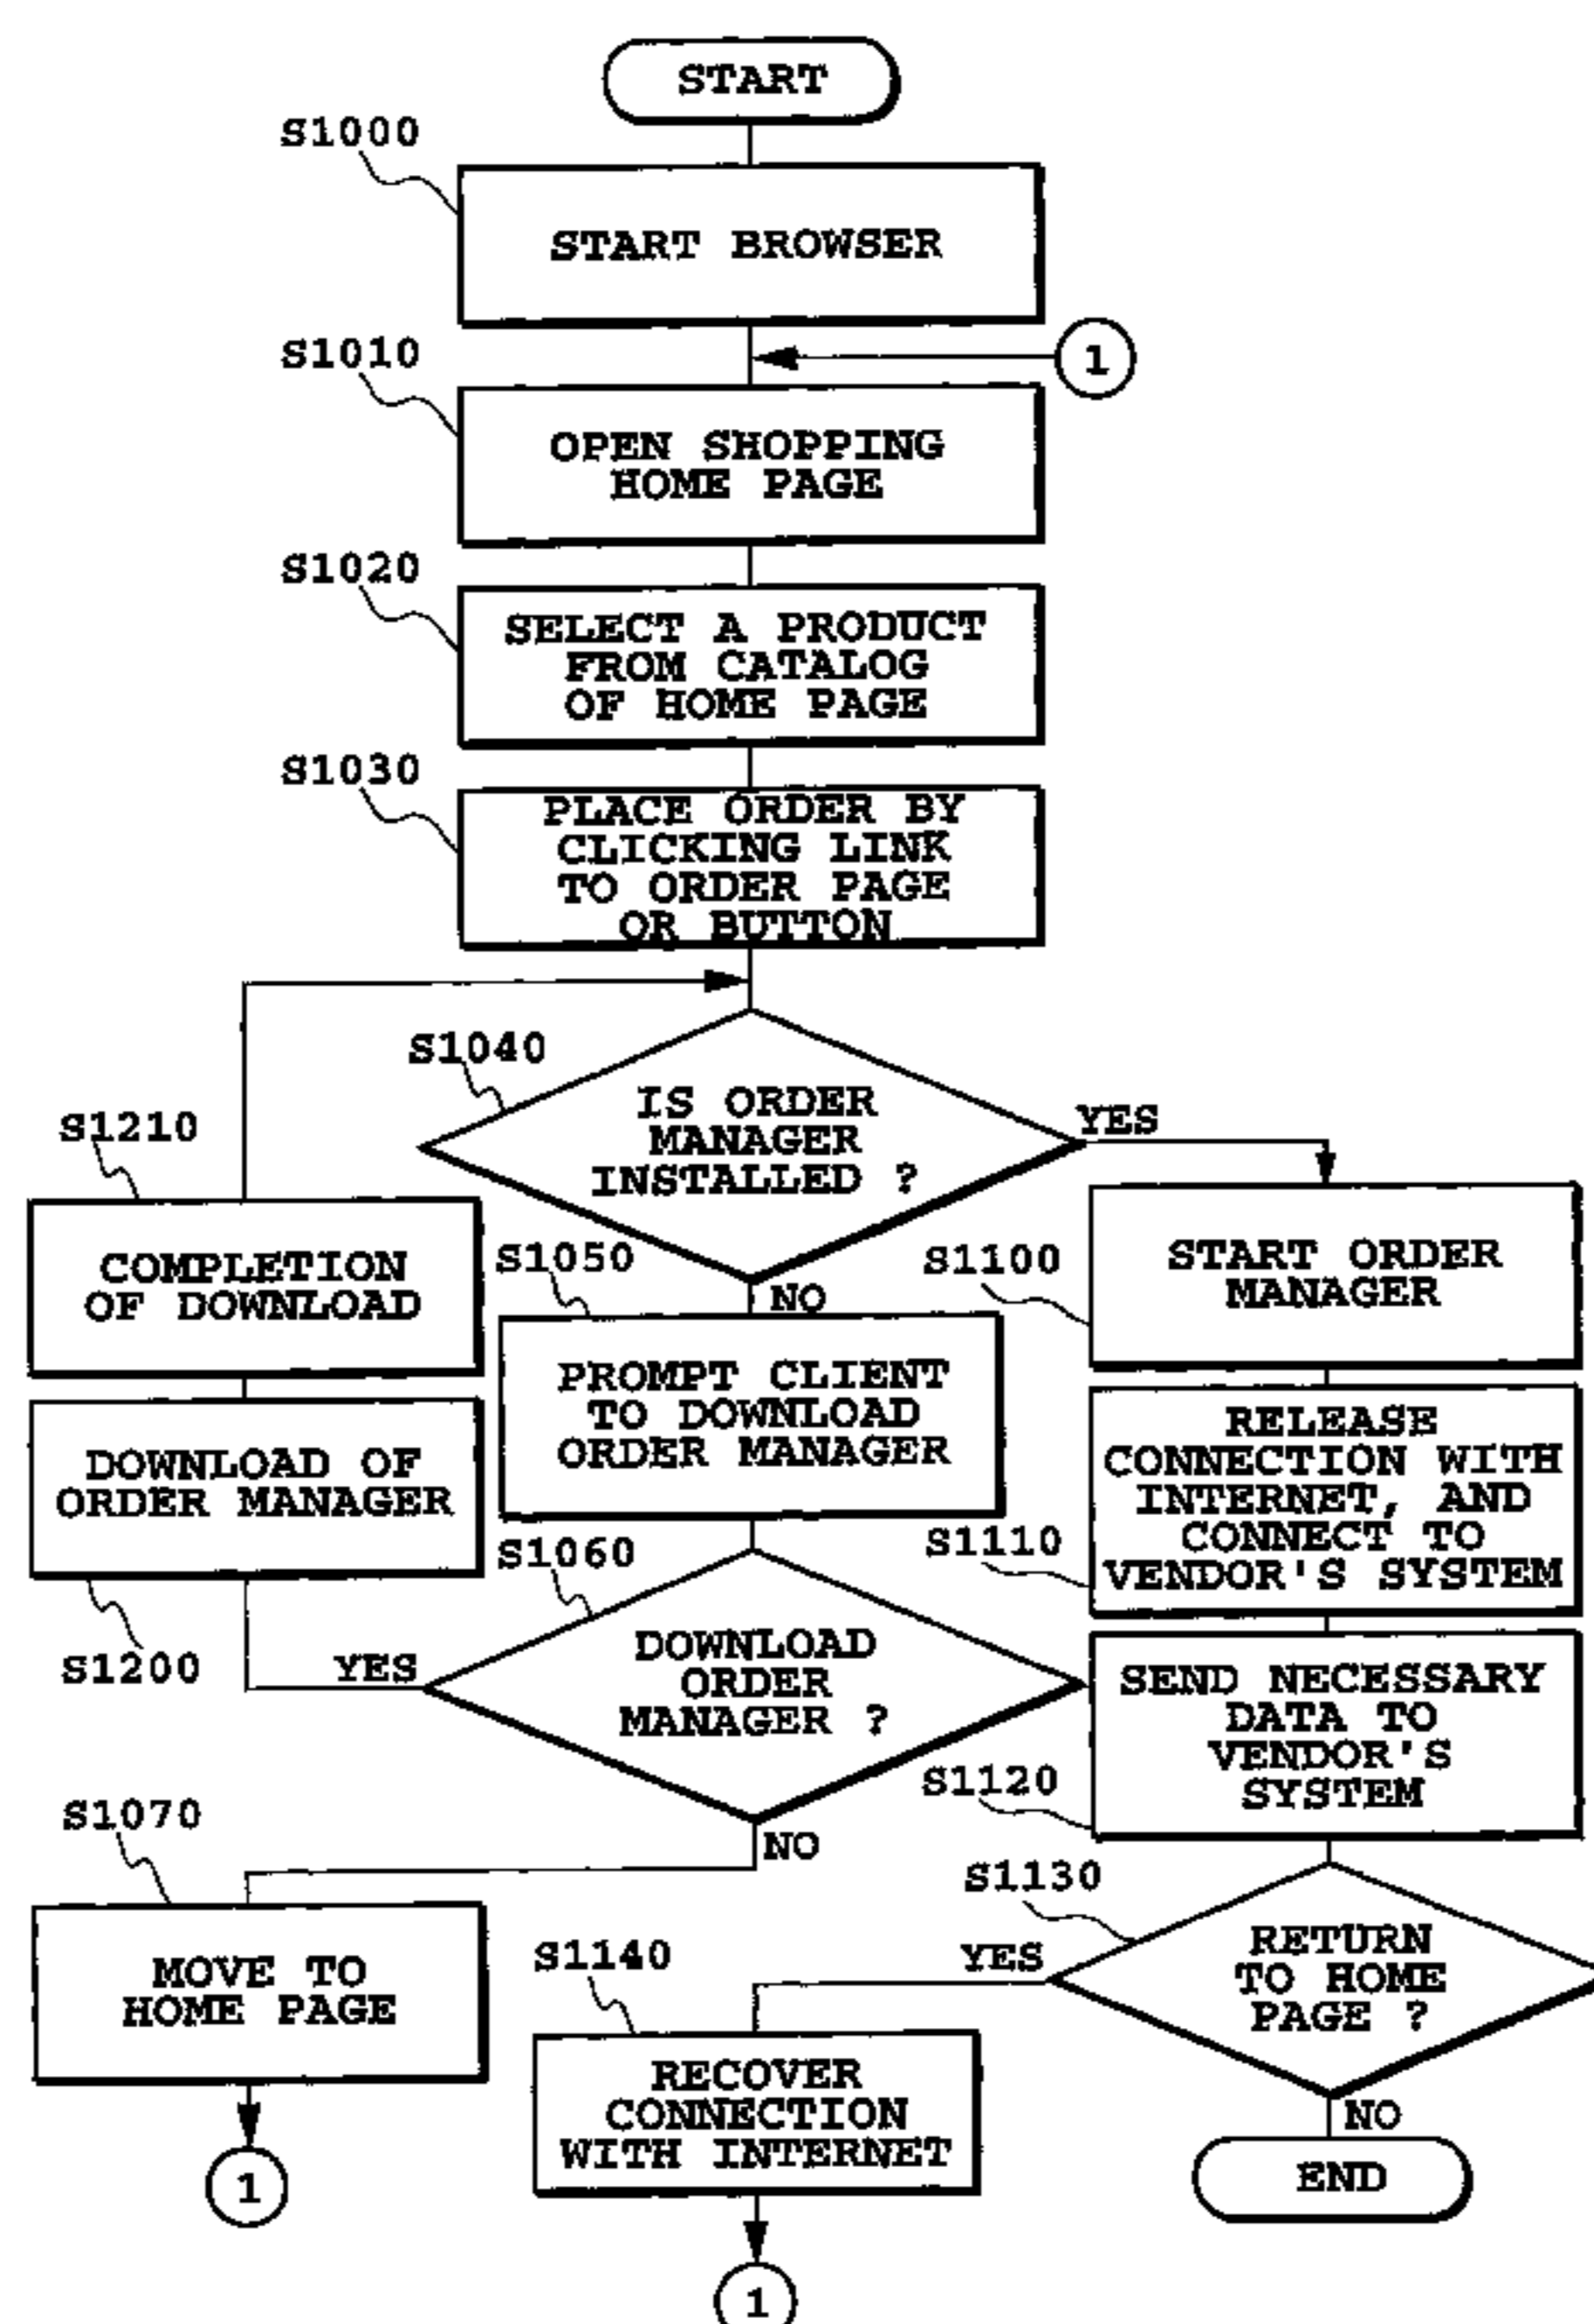 START
S1000
START BROWSER
S1010
1
OPEN SHOPPING
HOME PAGE
S1020
SELECT A PRODUCT
FROM CATALOG
OF HOME PAGE
S1030
PLACE ORDER BY
CLICKING LINK
TO ORDER PAGE
OR BUTTON
S1040
IS ORDER
MANAGER
INSTALLED ?
YES
NO
S1210
COMPLETION
OF DOWNLOAD
S1050
PROMPT CLIENT
TO DOWNLOAD
ORDER MANAGER
S1100
START ORDER
MANAGER
DOWNLOAD OF
ORDER MANAGER
S1200
RELEASE
CONNECTION WITH
INTERNET, AND
CONNECT TO
VENDOR'S SYSTEM
S1110
S1060
DOWNLOAD
ORDER
MANAGER ?
YES
NO
SEND NECESSARY
DATA TO
VENDOR'S
SYSTEM
S1120
S1070
MOVE TO
HOME PAGE
1
S1130
RETURN
TO HOME
PAGE ?
YES
NO
S1140
RECOVER
CONNECTION
WITH INTERNET
1
END